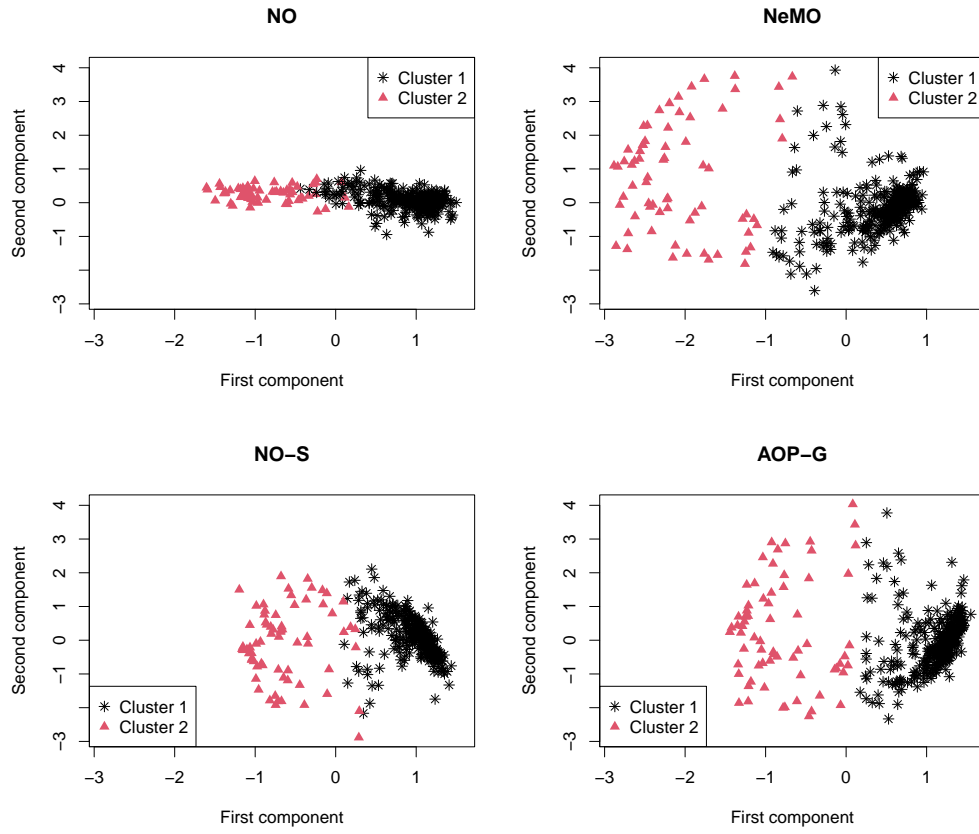 NO
Second component
4
3
2
1
0
−1
−3
Cluster 1
Cluster 2
−3 −2 −1 0 1
First component
NeMO
Second component
4
3
2
1
0
−1
−3
Cluster 1
Cluster 2
−3 −2 −1 0 1
First component
NO−S
Second component
4
3
2
1
0
−1
−3
Cluster 1
Cluster 2
−3 −2 −1 0 1
First component
AOP−G
Second component
4
3
2
1
0
−1
−3
Cluster 1
Cluster 2
−3 −2 −1 0 1
First component